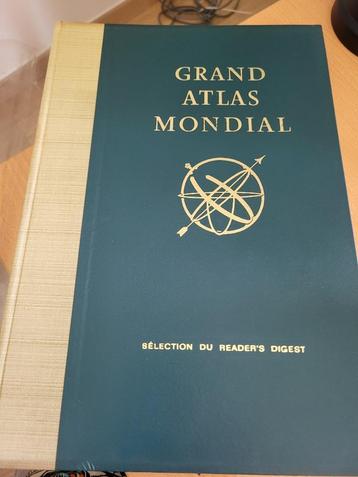 GRAND
ATLAS
MONDIAL
SÉLECTION DU READER'S DIGEST